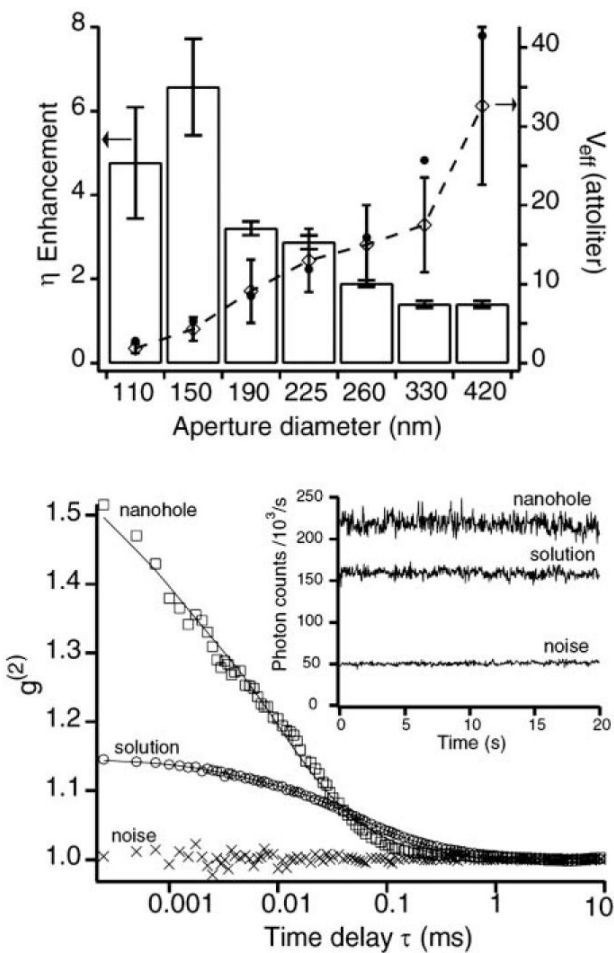 8
6
4
2
0
η Enhancement
40
30
20
10
0
V_eff (attoliter)
110 150 190 225 260 330 420
Aperture diameter (nm)
1.5
1.4
1.3
1.2
1.1
1.0
g^(2)
nanohole
solution
noise
0.001 0.01 0.1 1 10
Time delay τ (ms)
250
200
150
100
50
0
Photon counts /10^3/s
nanohole
solution
noise
0 5 10 15 20
Time (s)